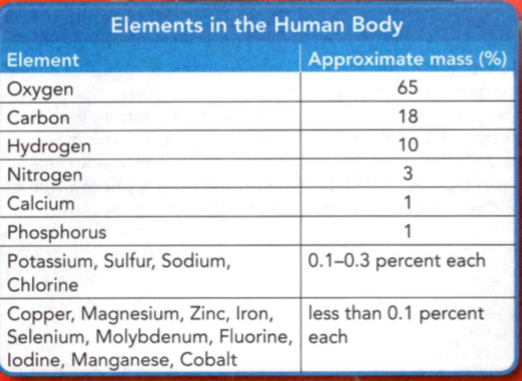 Elements in the Human Body
Element Approximate mass (%)
Oxygen 65
Carbon 18
Hydrogen 10
Nitrogen 3
Calcium 1
Phosphorus 1
Potassium, Sulfur, Sodium, 0.1–0.3 percent each
Chlorine
Copper, Magnesium, Zinc, Iron, less than 0.1 percent
Selenium, Molybdenum, Fluorine, each
Iodine, Manganese, Cobalt